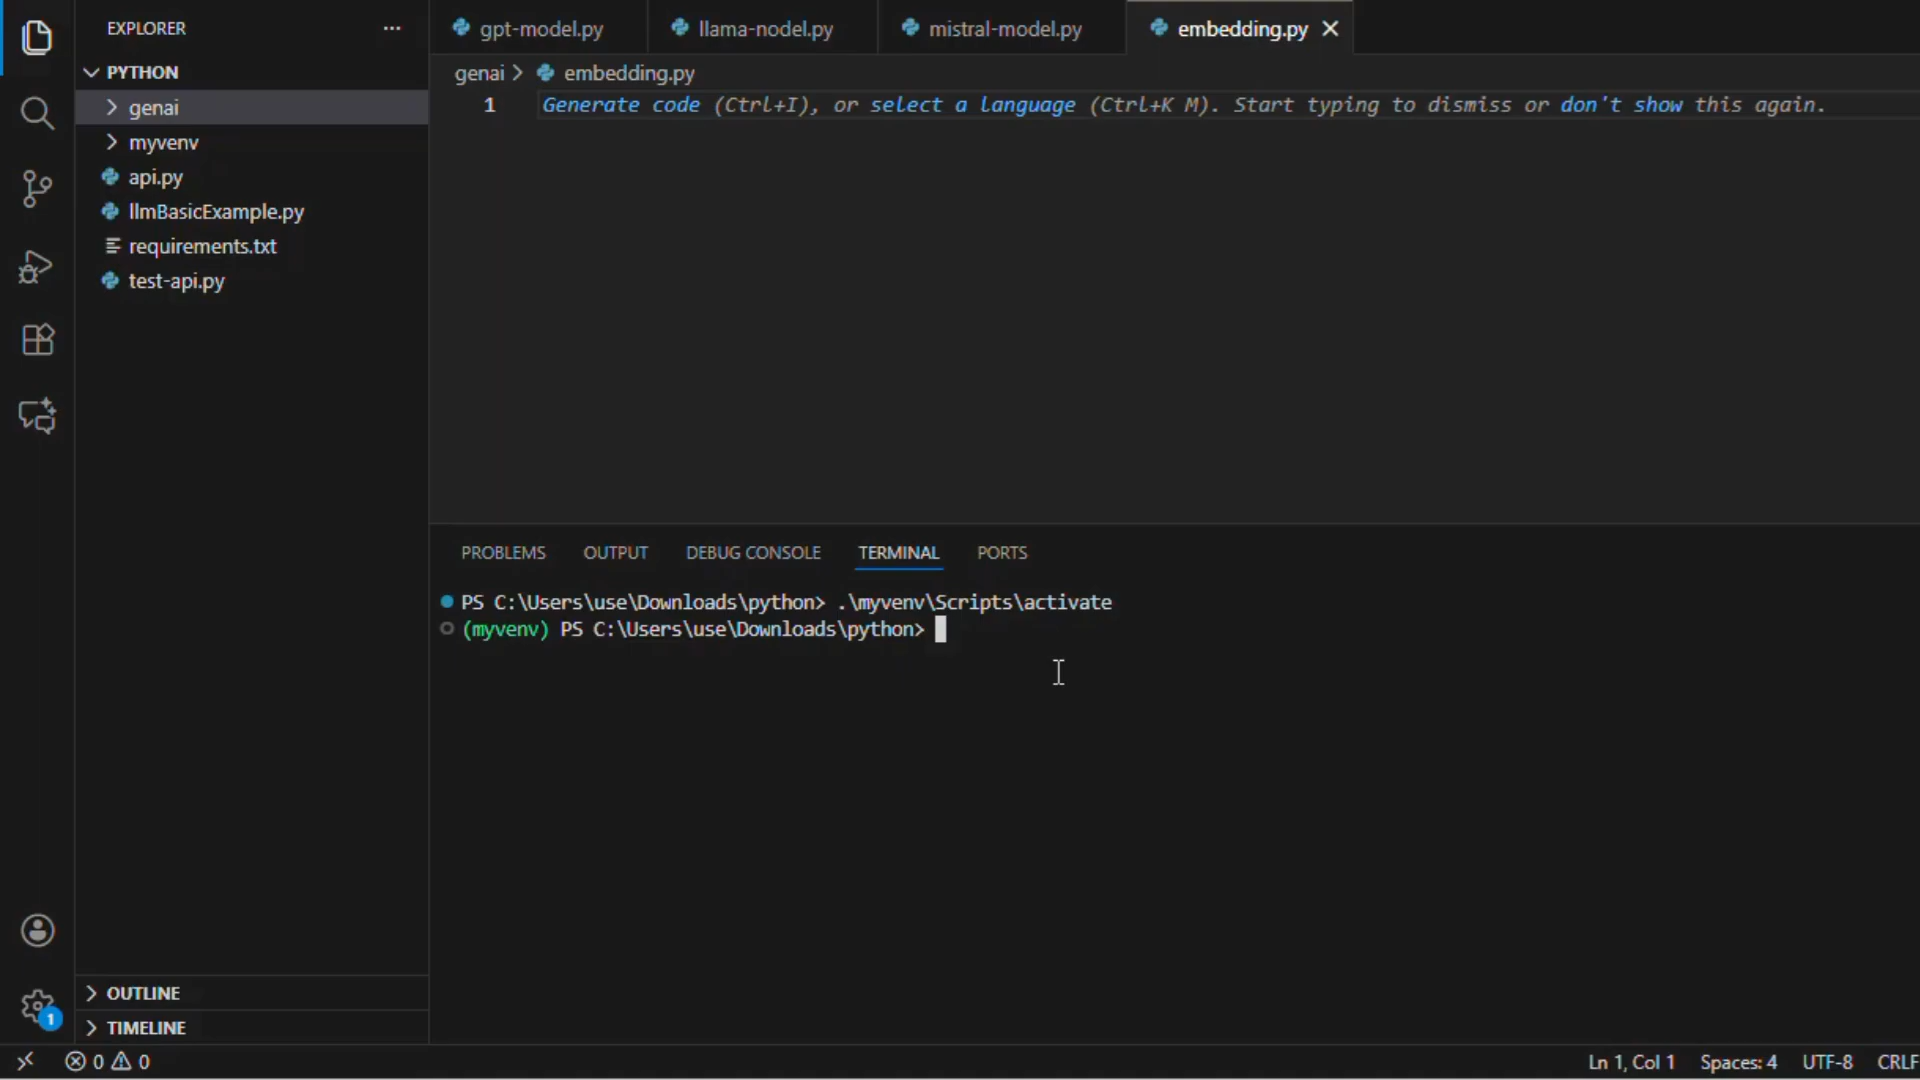 EXPLORER
PYTHON
genai
myvenv
api.py
llmBasicExample.py
requirements.txt
test-api.py
OUTLINE
TIMELINE
gpt-model.py
llama-nodel.py
mistral-model.py
embedding.py
genai > embedding.py
1 Generate code (Ctrl+I), or select a language (Ctrl+K M). Start typing to dismiss or don't show this again.
PROBLEMS OUTPUT DEBUG CONSOLE TERMINAL PORTS
PS C:\Users\use\Downloads\python> .\myvenv\Scripts\activate
(myvenv) PS C:\Users\use\Downloads\python>
1
0 0
Ln 1, Col 1 Spaces: 4 UTF-8 CRLF